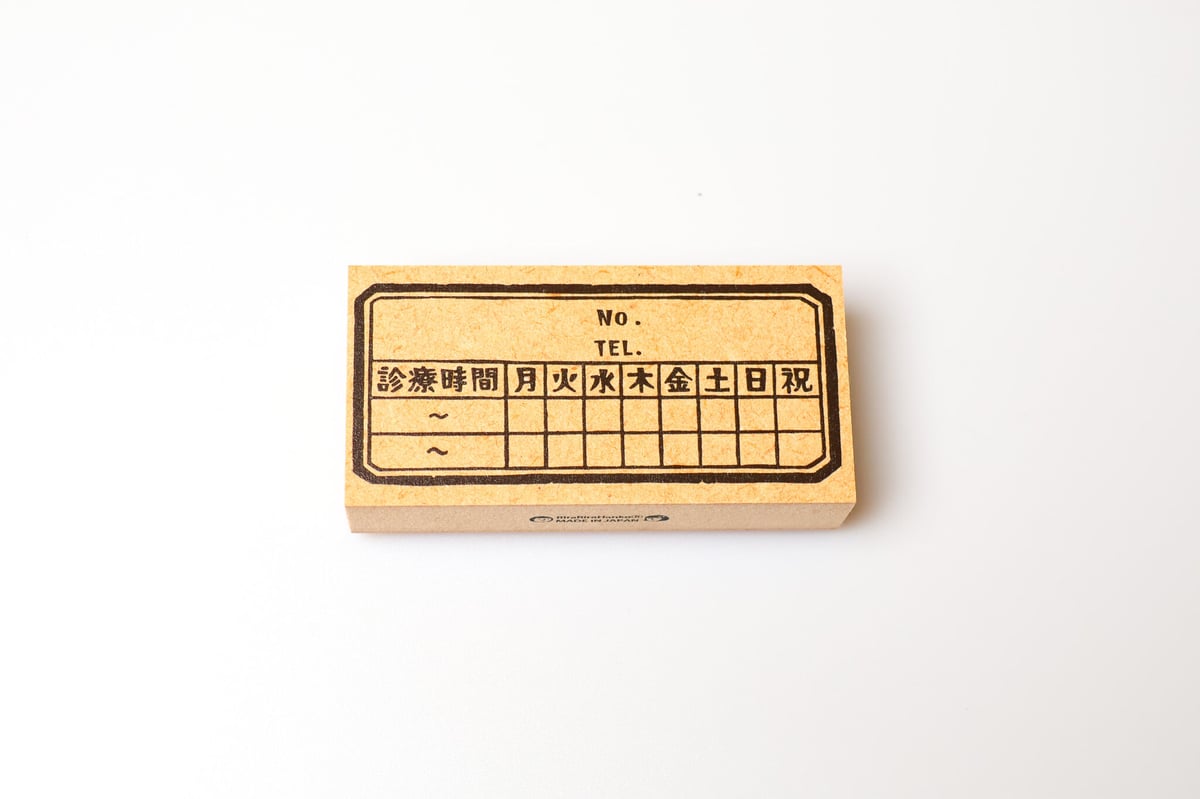 No.
TEL.
診療時間 月 火 水 木 金 土 日 祝
~
~
MADE IN JAPAN